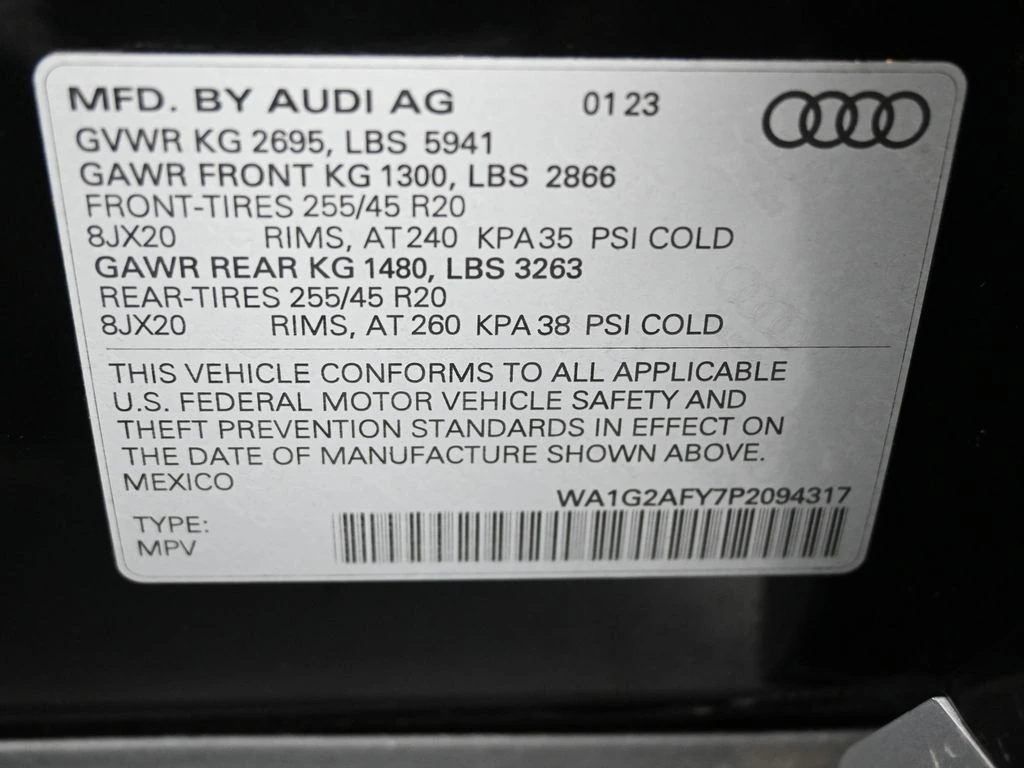 MFD. BY AUDI AG 01 23
GVWR KG 2695, LBS 5941
GAWR FRONT KG 1300, LBS 2866
FRONT-TIRES 255/45 R20
8JX20 RIMS, AT 240 KPA 35 PSI COLD
GAWR REAR KG 1480, LBS 3263
REAR-TIRES 255/45 R20
8JX20 RIMS, AT 260 KPA 38 PSI COLD
THIS VEHICLE CONFORMS TO ALL APPLICABLE
U.S. FEDERAL MOTOR VEHICLE SAFETY AND
THEFT PREVENTION STANDARDS IN EFFECT ON
THE DATE OF MANUFACTURE SHOWN ABOVE.
MEXICO
WA1G2AFY7P2094317
TYPE:
MPV